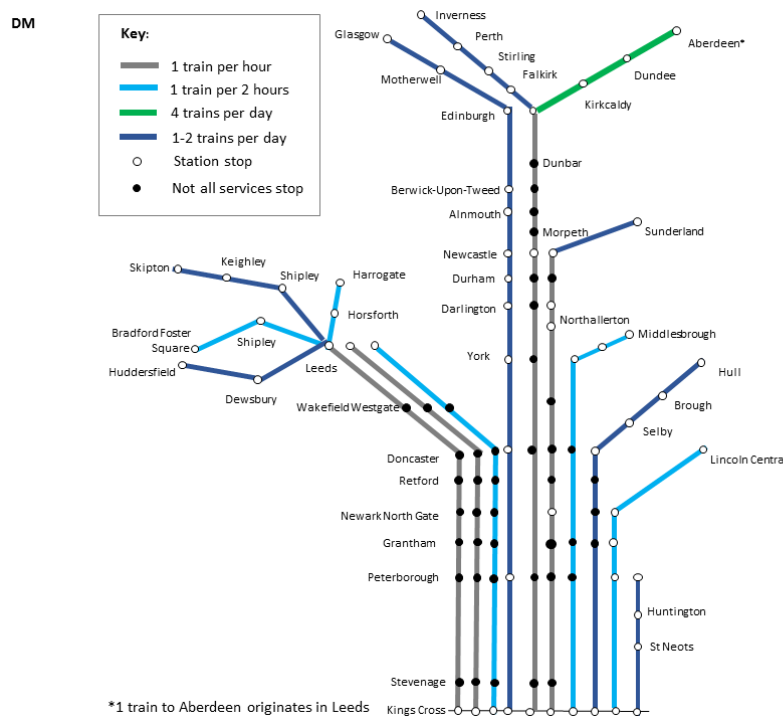 DM
Key:
1 train per hour
1 train per 2 hours
4 trains per day
1-2 trains per day
Station stop
Not all services stop
Inverness
Glasgow
Perth
Aberdeen*
Stirling
Motherwell
Falkirk
Dundee
Kirkcaldy
Edinburgh
Dunbar
Berwick-Upon-Tweed
Alnmouth
Morpeth
Sunderland
Newcastle
Skipton
Keighley
Shipley
Harrogate
Durham
Darlington
Horsforth
Northallerton
Bradford Foster
Square
Shipley
Middlesbrough
Leeds
York
Huddersfield
Hull
Dewsbury
Brough
Wakefield Westgate
Selby
Doncaster
Lincoln Central
Retford
Newark North Gate
Grantham
Peterborough
Huntington
St Neots
Stevenage
*1 train to Aberdeen originates in Leeds
Kings Cross